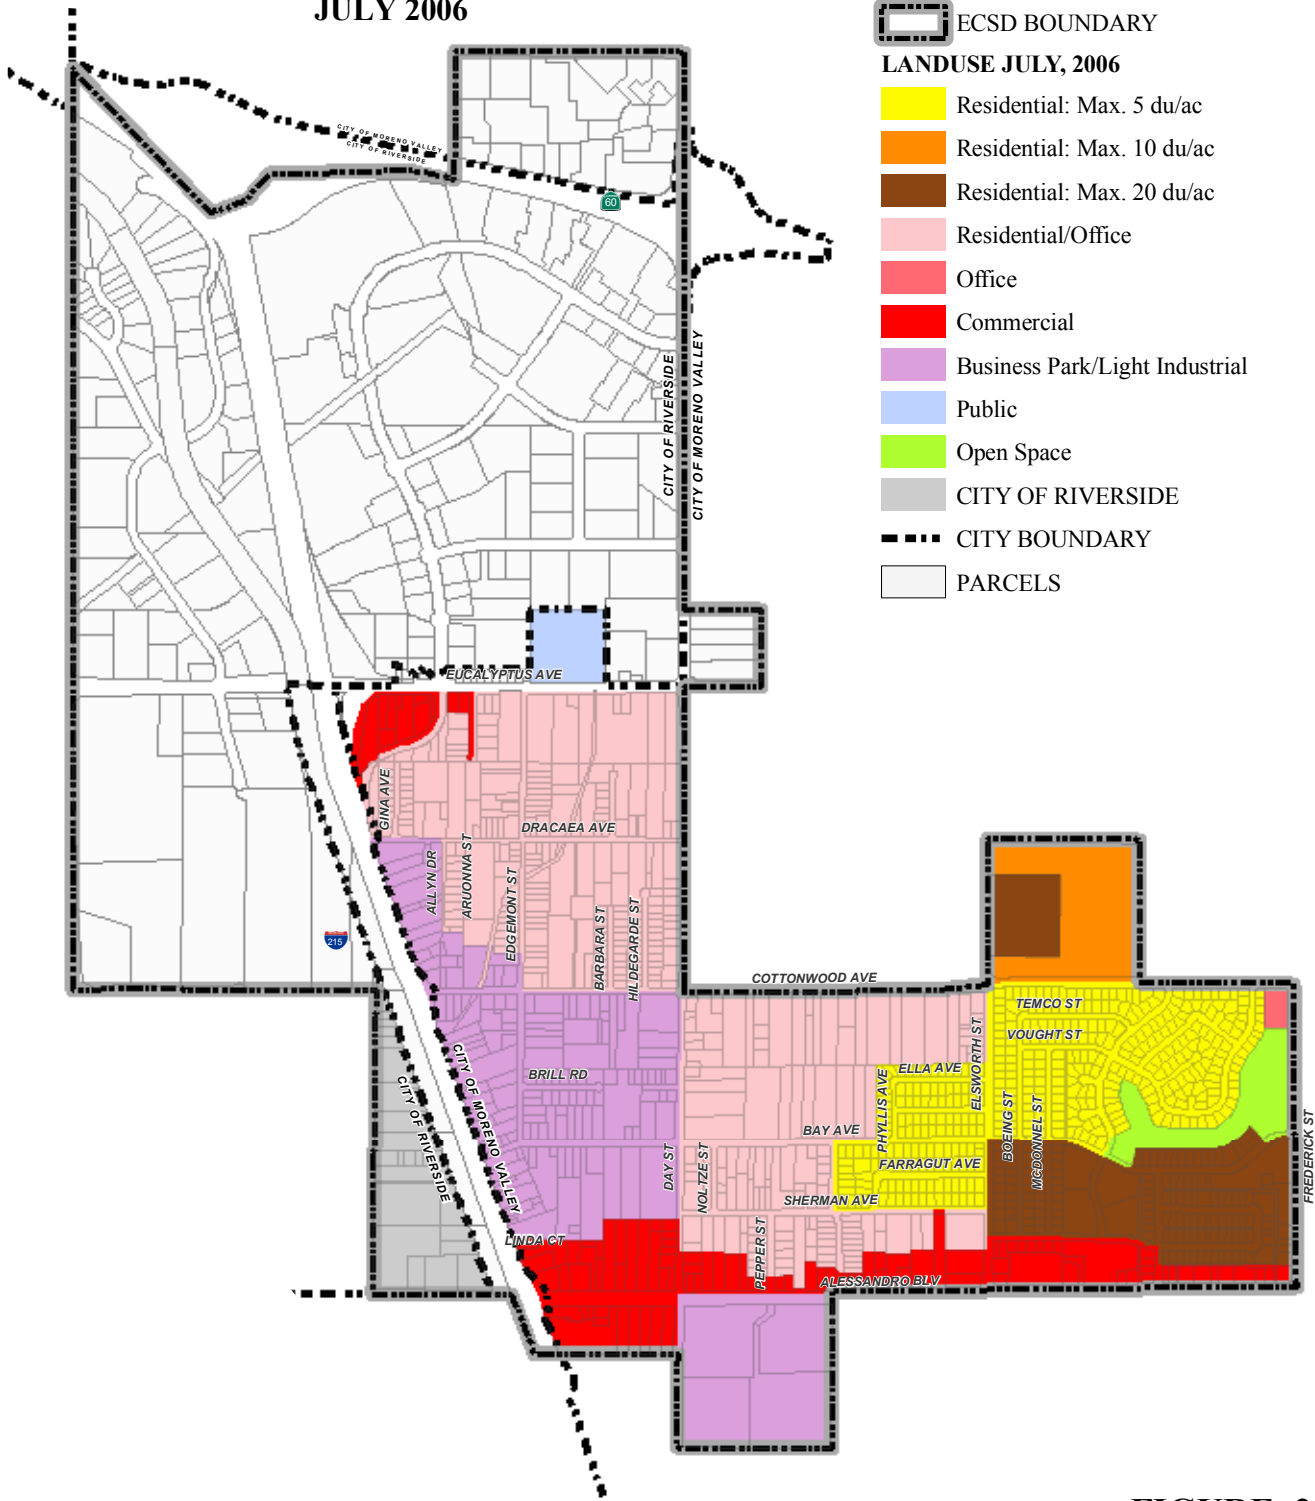 JULY 2006
ECSD BOUNDARY
LANDUSE JULY, 2006
Residential: Max. 5 du/ac
Residential: Max. 10 du/ac
Residential: Max. 20 du/ac
Residential/Office
Office
Commercial
Business Park/Light Industrial
Public
Open Space
CITY OF RIVERSIDE
CITY BOUNDARY
PARCELS
CITY OF MORENO VALLEY
CITY OF RIVERSIDE
60
CITY OF RIVERSIDE
CITY OF MORENO VALLEY
EUCALYPTUS AVE
GINA AVE
DRACAEA AVE
ALLYN DR
ARUONNA ST
EDGEMONT ST
BARBARA ST
HILDEGARDE ST
215
COTTONWOOD AVE
TEMCO ST
VOUGHT ST
ELSWORTH ST
ELLA AVE
PHYLLIS AVE
BOEING ST
MCDONNEL ST
BRILL RD
CITY OF MORENO VALLEY
CITY OF RIVERSIDE
BAY AVE
FARRAGUT AVE
DAY ST
NOLTZE ST
SHERMAN AVE
PEPPER ST
FREDERICK ST
LINDA CT
ALESSANDRO BLV